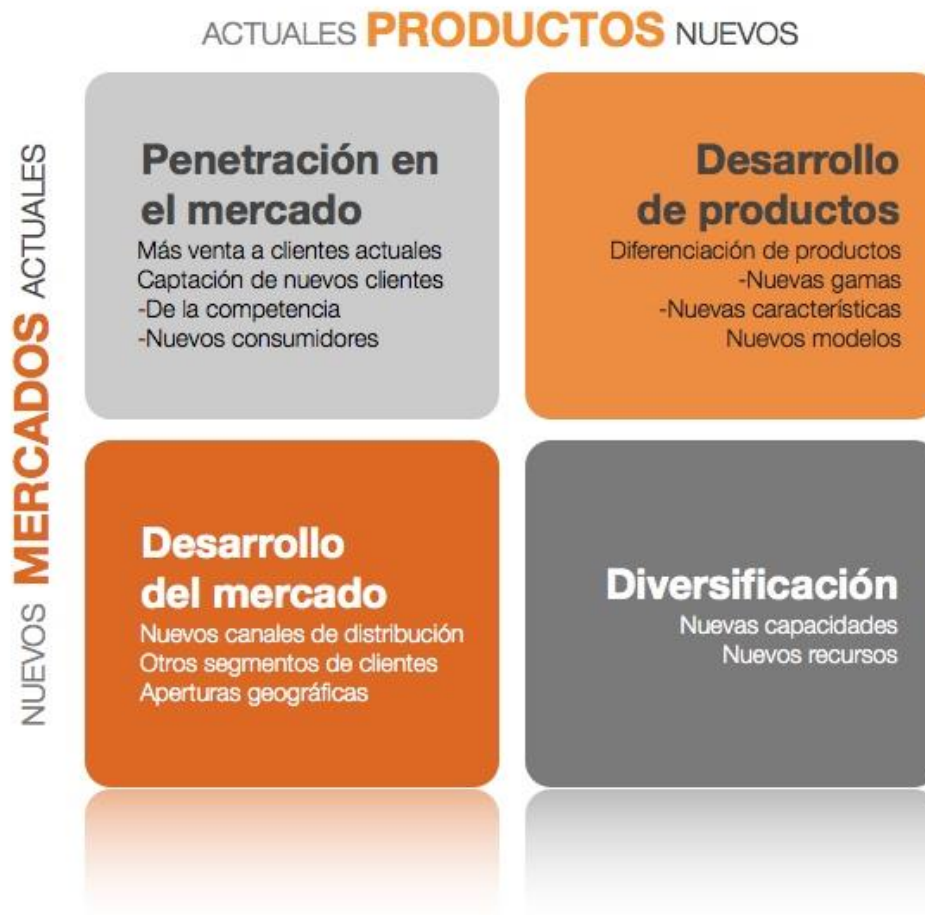 ACTUALES PRODUCTOS NUEVOS
NUEVOS MERCADOS ACTUALES
Penetración en
el mercado
Más venta a clientes actuales
Captación de nuevos clientes
-De la competencia
-Nuevos consumidores
Desarrollo
de productos
Diferenciación de productos
-Nuevas gamas
-Nuevas características
Nuevos modelos
Desarrollo
del mercado
Nuevos canales de distribución
Otros segmentos de clientes
Aperturas geográficas
Diversificación
Nuevas capacidades
Nuevos recursos